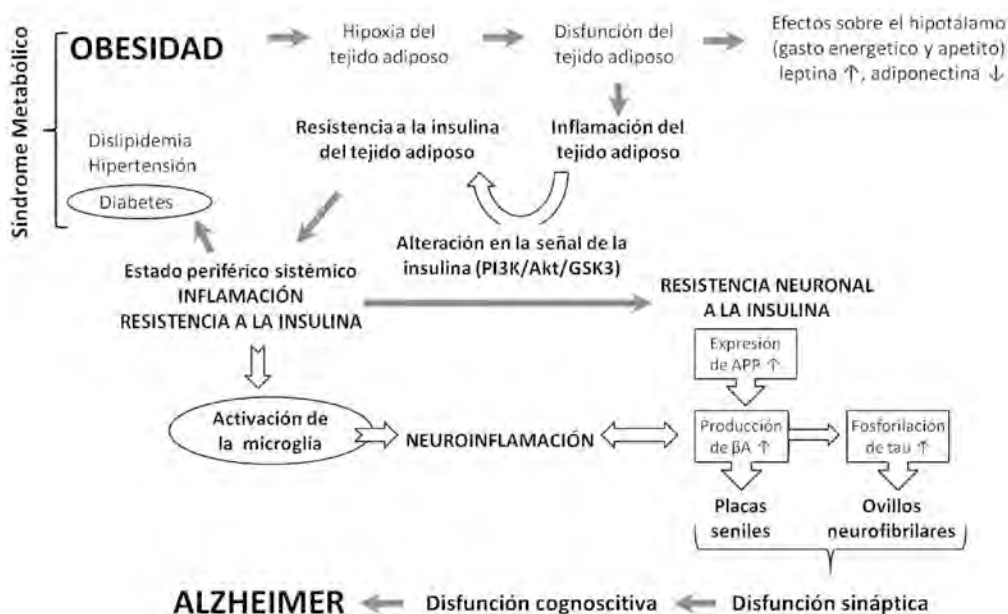 Síndrome Metabólico
OBESIDAD
Hipoxia del
tejido adiposo
Disfunción del
tejido adiposo
Efectos sobre el hipotálamo
(gasto energetico y apetito)
leptina ↑, adiponectina ↓
Dislipidemia
Hipertensión
Diabetes
Resistencia a la insulina
del tejido adiposo
Inflamación del
tejido adiposo
Alteración en la señal de la
insulina (PI3K/Akt/GSK3)
Estado periférico sistémico
INFLAMACIÓN
RESISTENCIA A LA INSULINA
RESISTENCIA NEURONAL
A LA INSULINA
Expresión
de APP ↑
Activación de
la microglía
NEUROINFLAMACIÓN
Producción
de βA ↑
Fosforilación
de tau ↑
Placas
seniles
Ovillos
neurofibrilares
ALZHEIMER
Disfunción cognoscitiva
Disfunción sináptica